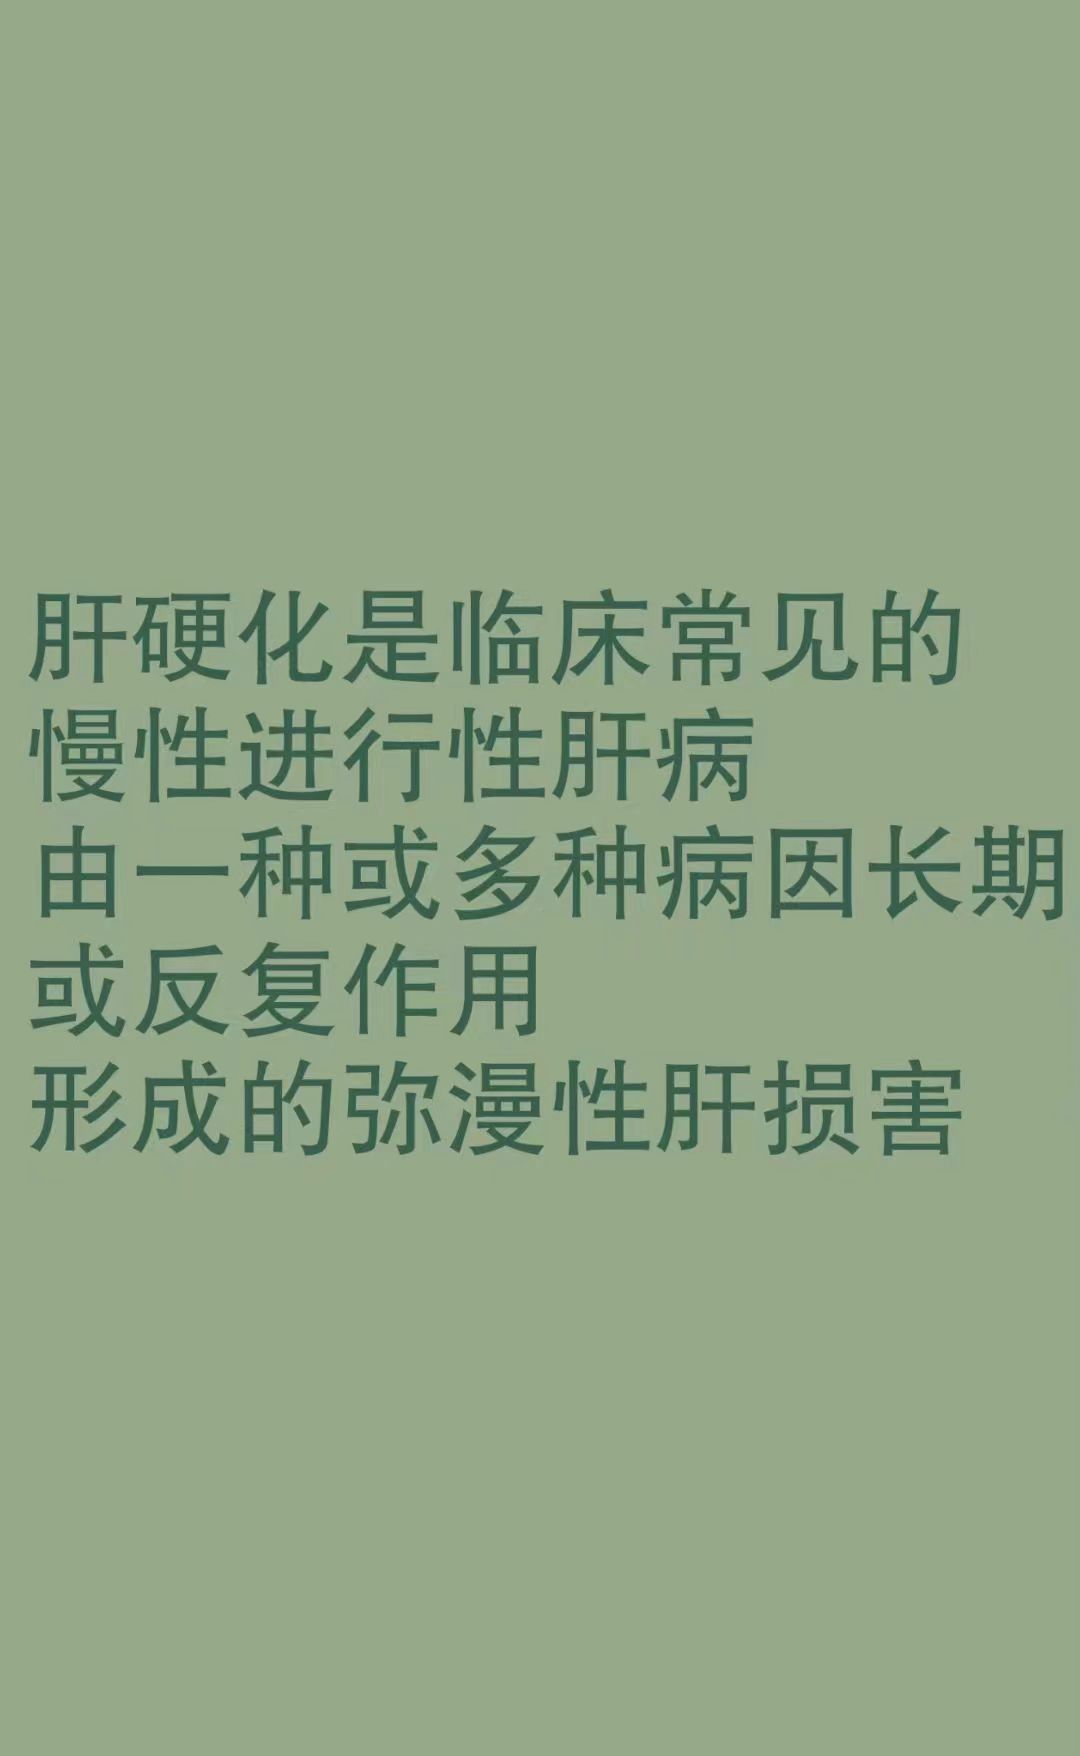 肝硬化是临床常见的
慢性进行性肝病
由一种或多种病因长期
或反复作用
形成的弥漫性肝损害